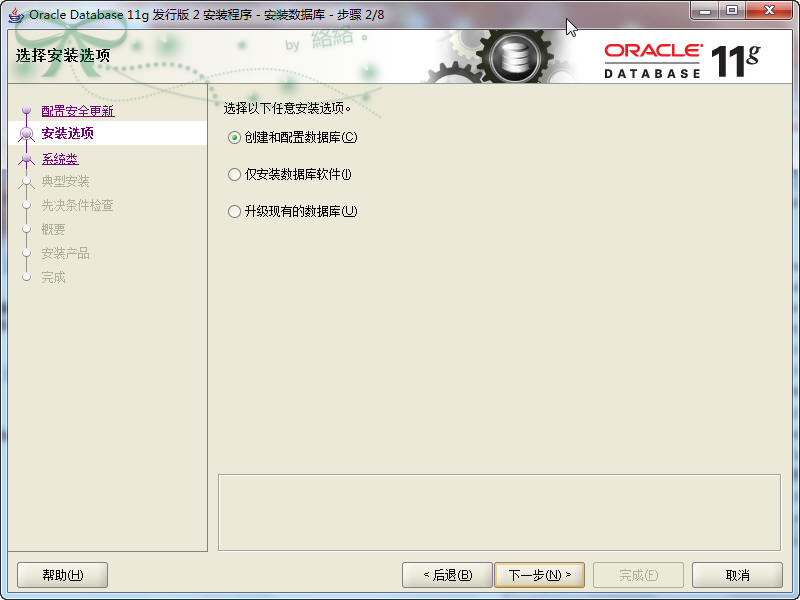 Oracle Database 11g 发行版 2 安装程序 - 安装数据库 - 步骤 2/8
选择安装选项
by 絡絡。
ORACLE
DATABASE 11g
配置安全更新
安装选项
系统类
典型安装
先决条件检查
概要
安装产品
完成
选择以下任意安装选项。
创建和配置数据库(C)
仅安装数据库软件(I)
升级现有的数据库(U)
帮助(H)
< 后退(B)
下一步(N) >
完成(F)
取消